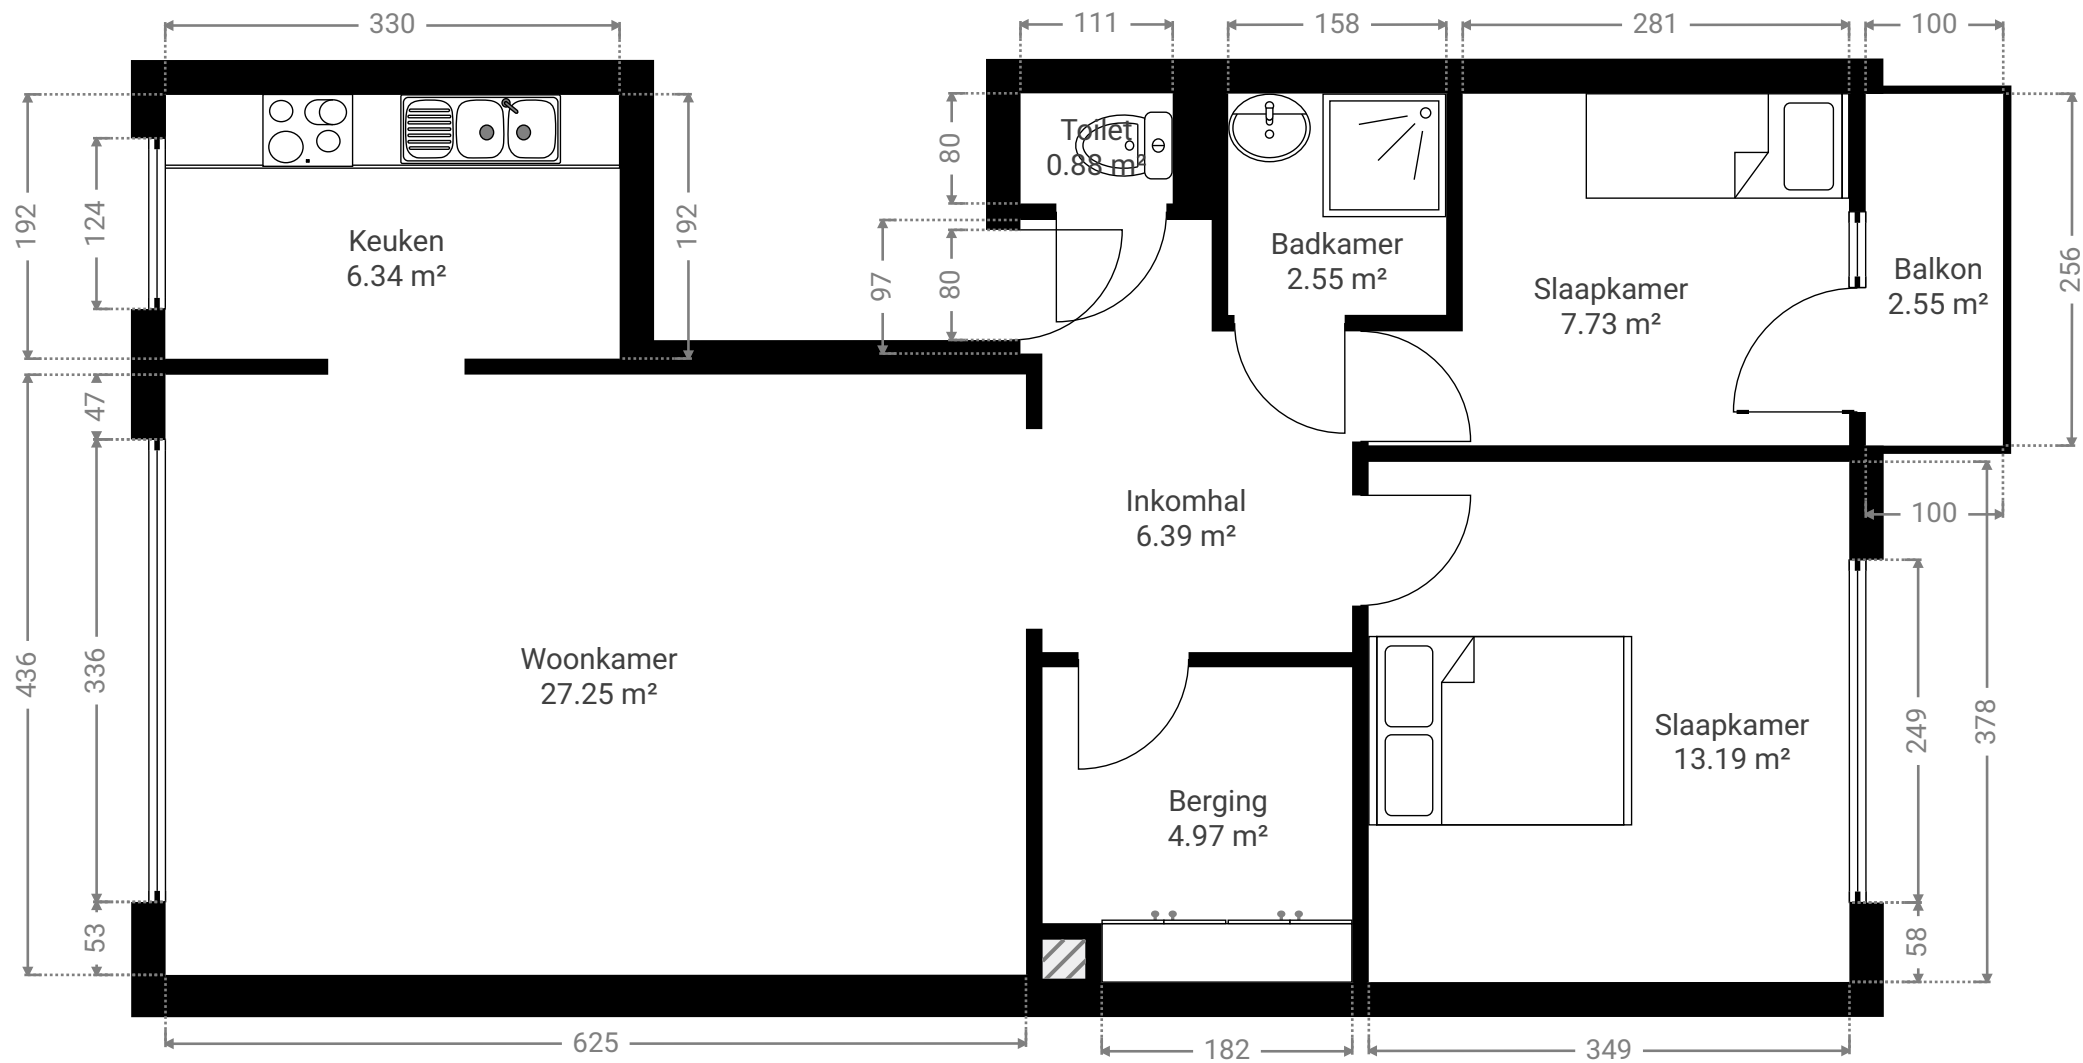 330
111
158
281
100
192
124
192
80
97
80
256
Toilet
0.88 m²
Keuken
6.34 m²
Badkamer
2.55 m²
Slaapkamer
7.73 m²
Balkon
2.55 m²
47
436
336
53
Inkomhal
6.39 m²
100
Woonkamer
27.25 m²
Slaapkamer
13.19 m²
249
378
58
Berging
4.97 m²
625
182
349